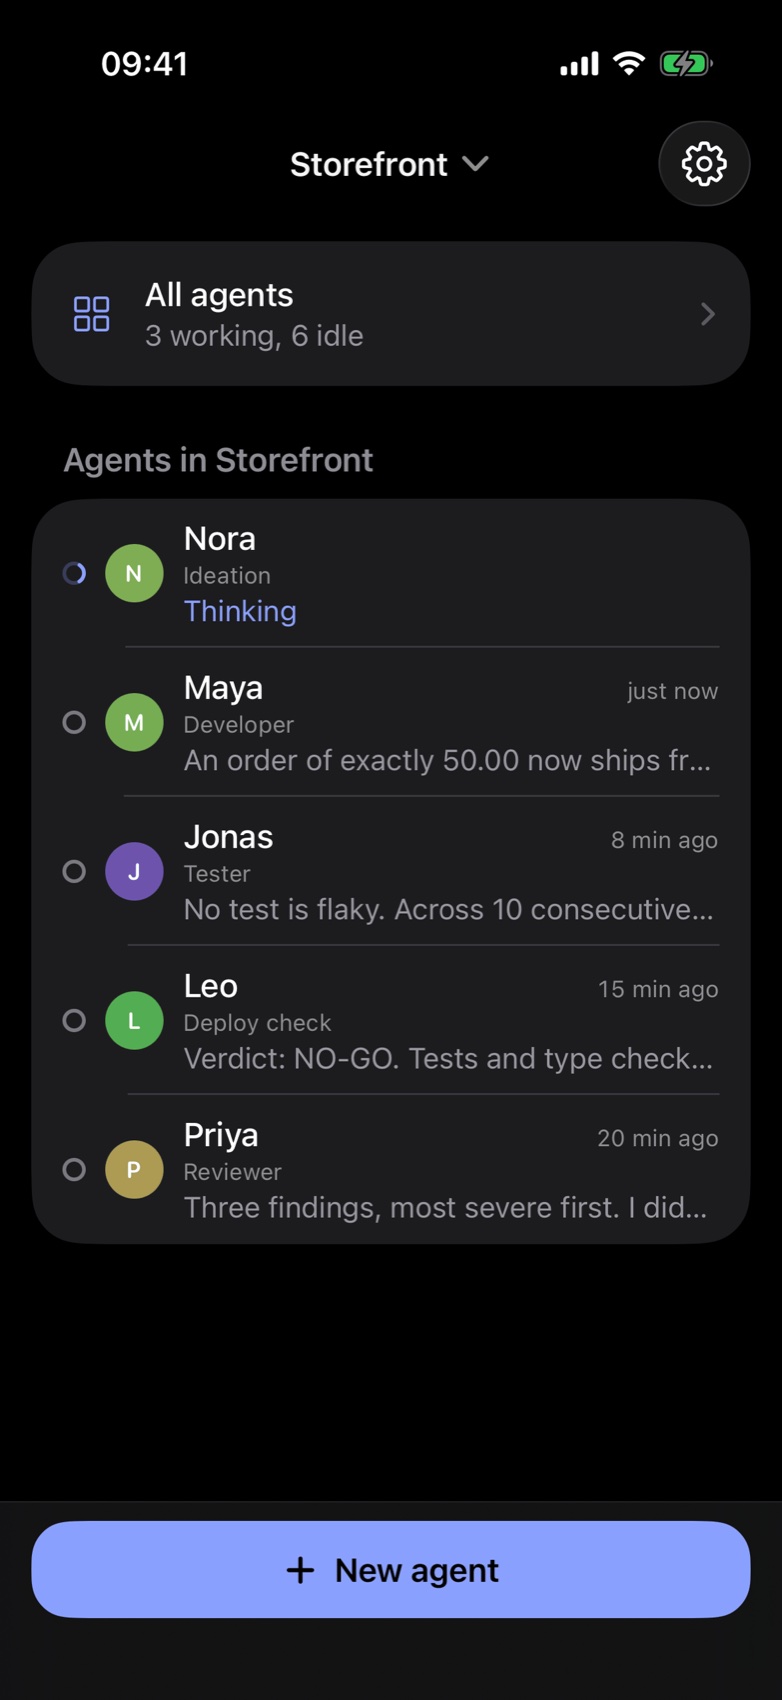 09:41
Storefront
All agents
3 working, 6 idle
Agents in Storefront
N
Nora
Ideation
Thinking
M
Maya
just now
Developer
An order of exactly 50.00 now ships fr...
J
Jonas
8 min ago
Tester
No test is flaky. Across 10 consecutive...
L
Leo
15 min ago
Deploy check
Verdict: NO-GO. Tests and type check...
P
Priya
20 min ago
Reviewer
Three findings, most severe first. I did...
+ New agent